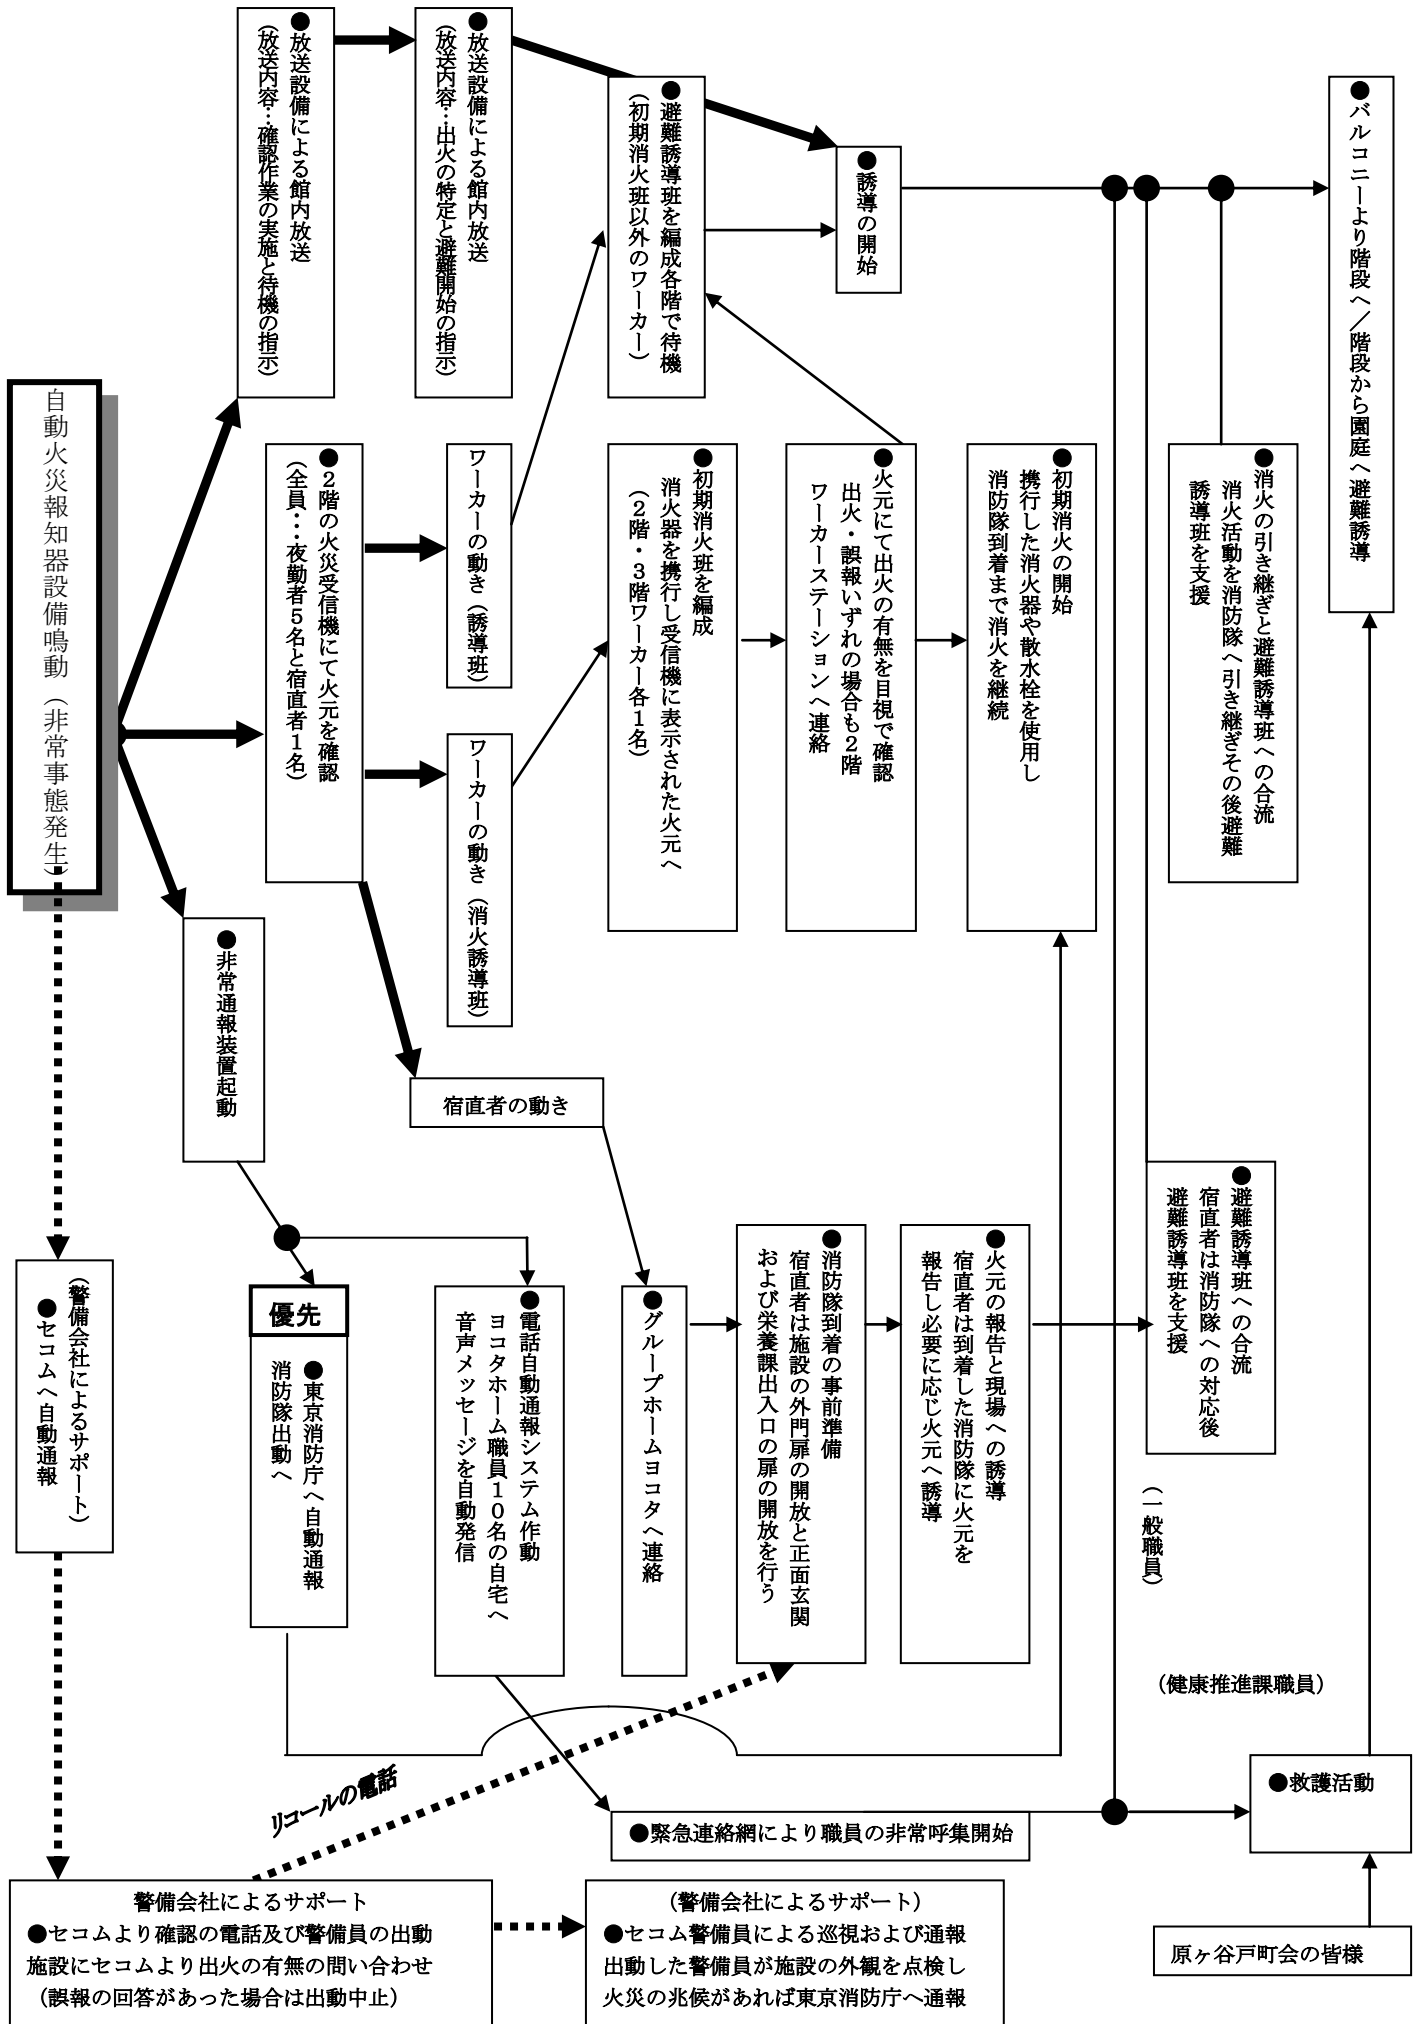 自動火災報知器設備鳴動（非常事態発生）
●放送設備による館内放送
（放送内容…確認作業の実施と待機の指示）
●放送設備による館内放送
（放送内容…出火の特定と避難開始の指示）
●避難誘導班を編成各階で待機
（初期消火班以外のワーカー）
●誘導の開始
●バルコニーより階段へ／階段から園庭へ避難誘導
●２階の火災受信機にて火元を確認
（全員・・・夜勤者５名と宿直者１名）
ワーカーの動き（誘導班）
ワーカーの動き（消火誘導班）
●初期消火班を編成
消火器を携行し受信機に表示された火元へ
（２階・３階ワーカー各１名）
●火元にて出火の有無を目視で確認
出火・誤報いずれの場合も２階
ワーカーステーションへ連絡
●初期消火の開始
携行した消火器や散水栓を使用し
消防隊到着まで消火を継続
●消火の引き継ぎと避難誘導班への合流
消火活動を消防隊へ引き継ぎその後避難
誘導班を支援
●非常通報装置起動
宿直者の動き
（警備会社によるサポート）
●セコムへ自動通報
優先
●東京消防庁へ自動通報
消防隊出動へ
●電話自動通報システム作動
ヨコタホーム職員１０名の自宅へ
音声メッセージを自動発信
●グループホームヨコタへ連絡
●消防隊到着の事前準備
宿直者は施設の外門扉の開放と正面玄関
および栄養課出入口の扉の開放を行う
●火元の報告と現場への誘導
宿直者は到着した消防隊に火元を
報告し必要に応じ火元へ誘導
●避難誘導班への合流
宿直者は消防隊への対応後
避難誘導班を支援
（一般職員）
（健康推進課職員）
●救護活動
リコールの電話
●緊急連絡網により職員の非常呼集開始
警備会社によるサポート
●セコムより確認の電話及び警備員の出動
施設にセコムより出火の有無の問い合わせ
（誤報の回答があった場合は出動中止）
（警備会社によるサポート）
●セコム警備員による巡視および通報
出動した警備員が施設の外観を点検し
火災の兆候があれば東京消防庁へ通報
原ヶ谷戸町会の皆様